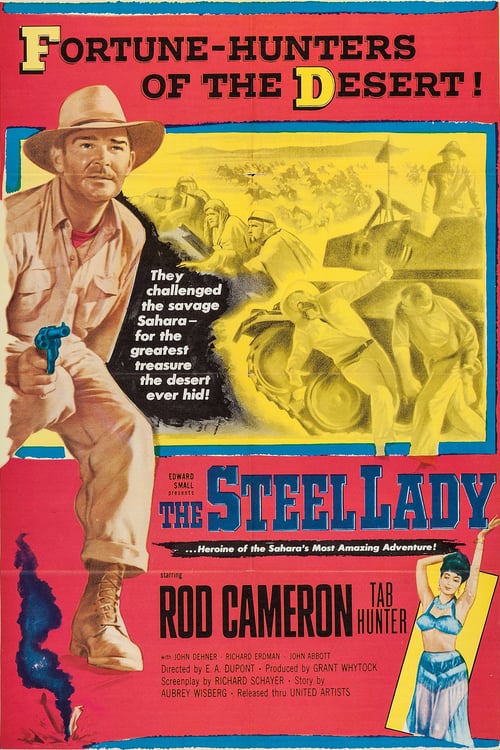 FORTUNE-HUNTERS
OF THE DESERT!
They
challenged
the savage
Sahara—
for the
greatest
treasure
the desert
ever hid!
EDWARD
SMALL
presents
THE STEEL LADY
...Heroine of the Sahara's Most Amazing Adventure!
starring
ROD CAMERON
TAB
HUNTER
with JOHN DEHNER • RICHARD ERDMAN • JOHN ABBOTT
Directed by E. A. DUPONT • Produced by GRANT WHYTOCK
Screenplay by RICHARD SCHAYER • Story by
AUBREY WISBERG • Released thru UNITED ARTISTS